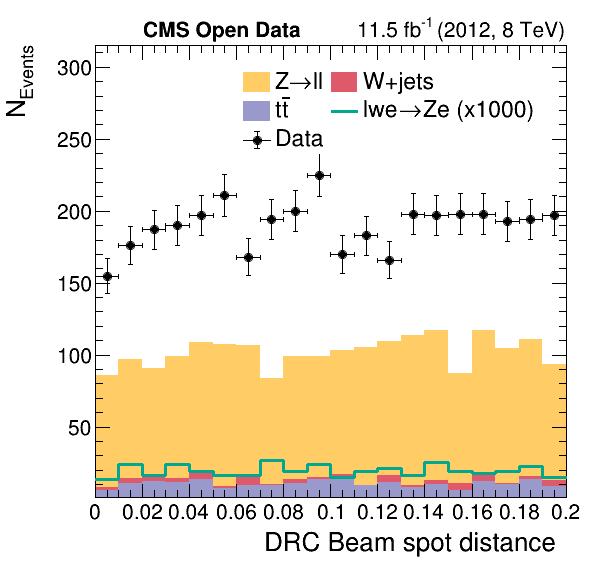 CMS Open Data 11.5 fb⁻¹ (2012, 8 TeV)
N_Events
Z→ll W+jets
tt̄ lwe→Ze (x1000)
Data
300
250
200
150
100
50
0 0.02 0.04 0.06 0.08 0.1 0.12 0.14 0.16 0.18 0.2
DRC Beam spot distance